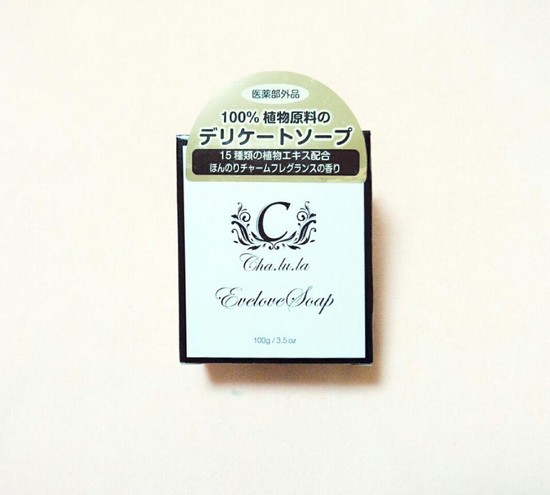 医薬部外品
100% 植物原料の
デリケートソープ
15種類の植物エキス配合
ほんのりチャームフレグランスの香り
C
Cha.lu.la
EveloveSoap
100g / 3.5 oz